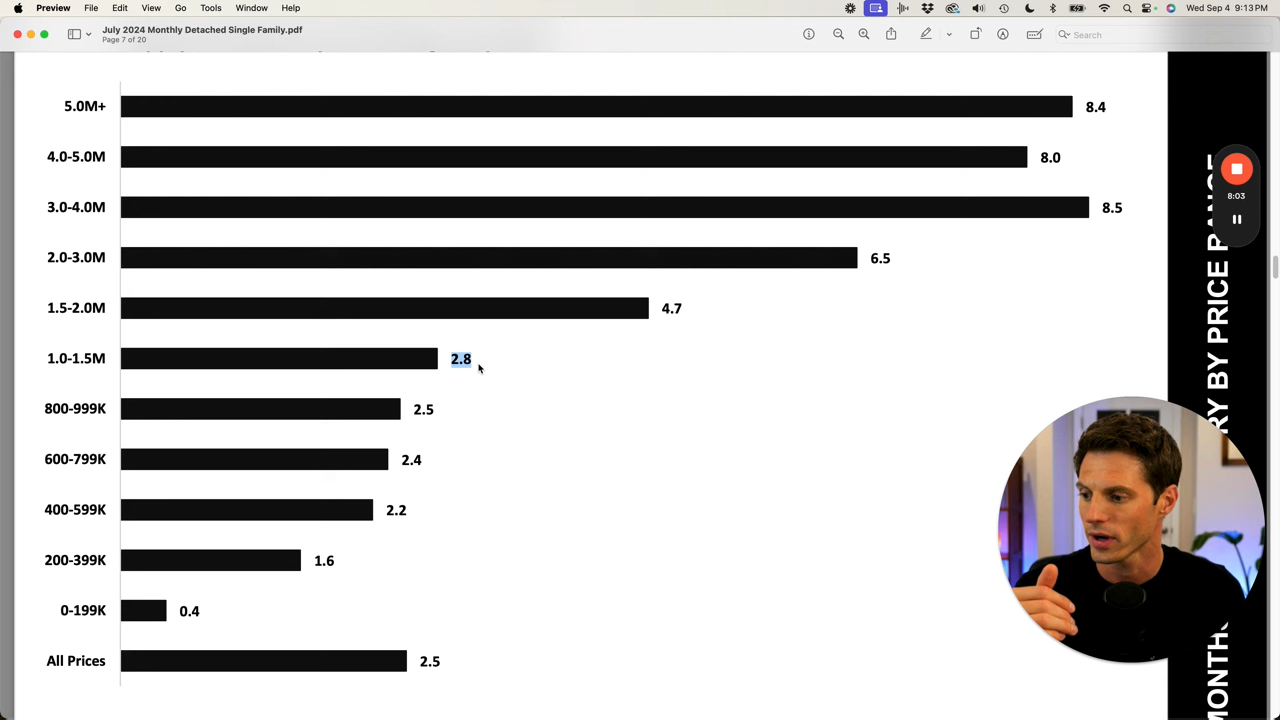 Preview File Edit View Go Tools Window Help Wed Sep 4 9:13 PM
July 2024 Monthly Detached Single Family.pdf
Page 7 of 20
Search
5.0M+ 8.4
4.0-5.0M 8.0
3.0-4.0M 8.5
2.0-3.0M 6.5
1.5-2.0M 4.7
1.0-1.5M 2.8
800-999K 2.5
600-799K 2.4
400-599K 2.2
200-399K 1.6
0-199K 0.4
All Prices 2.5
8:03
BY PRICE